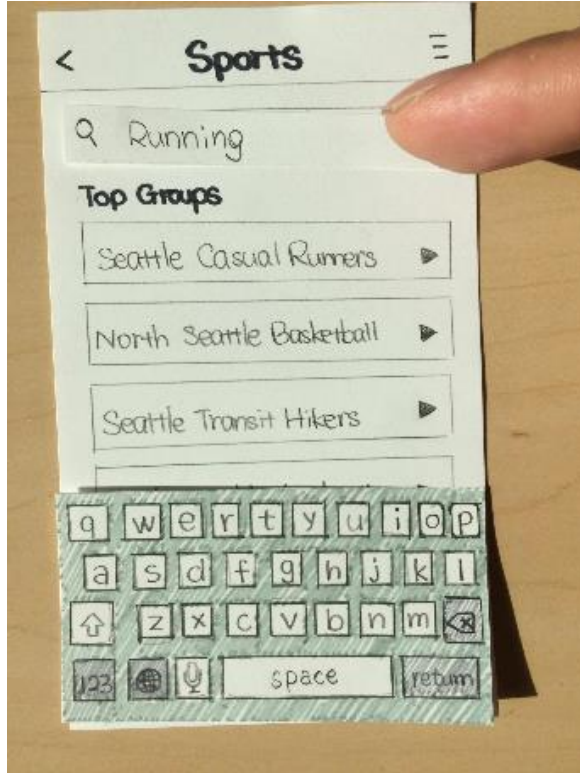 < Sports
Running
Top Groups
Seattle Casual Runners
North Seattle Basketball
Seattle Transit Hikers
q w e r t y u i o p
a s d f g h j k l
z x c v b n m
123 space return